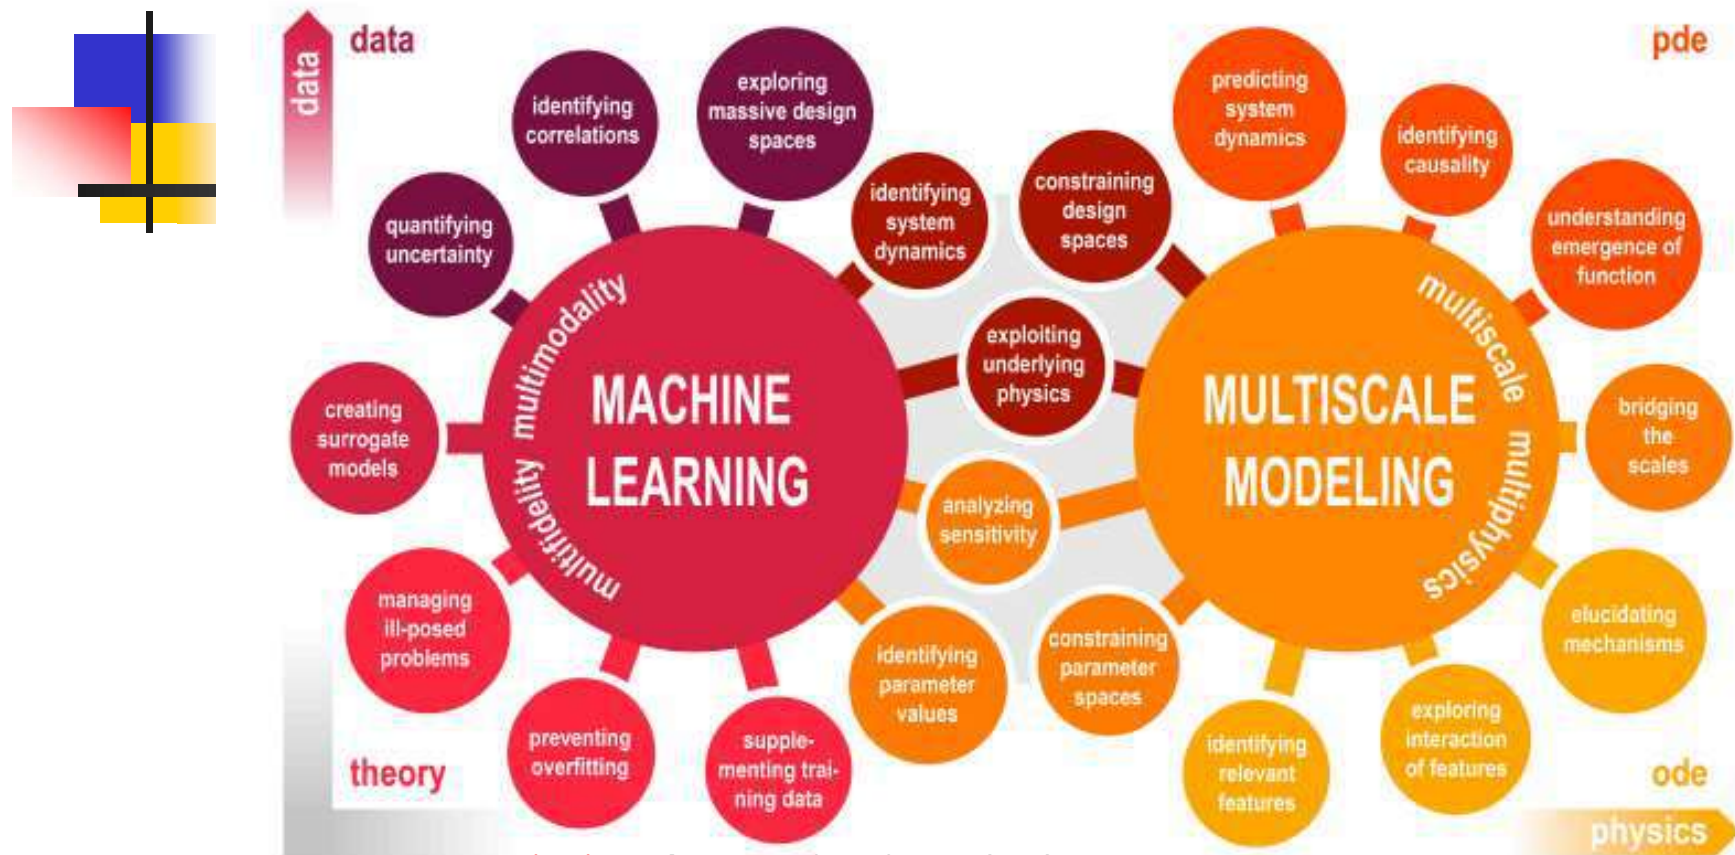 data
data
pde
identifying
correlations
exploring
massive design
spaces
quantifying
uncertainty
creating
surrogate
models
managing
ill-posed
problems
preventing
overfitting
supple-
menting trai-
ning data
theory
multimodality
multifidelity
MACHINE
LEARNING
identifying
system
dynamics
constraining
design
spaces
exploiting
underlying
physics
analyzing
sensitivity
identifying
parameter
values
constraining
parameter
spaces
predicting
system
dynamics
identifying
causality
understanding
emergence of
function
multiscale
multiphysics
MULTISCALE
MODELING
bridging
the
scales
elucidating
mechanisms
exploring
interaction
of features
identifying
relevant
features
ode
physics